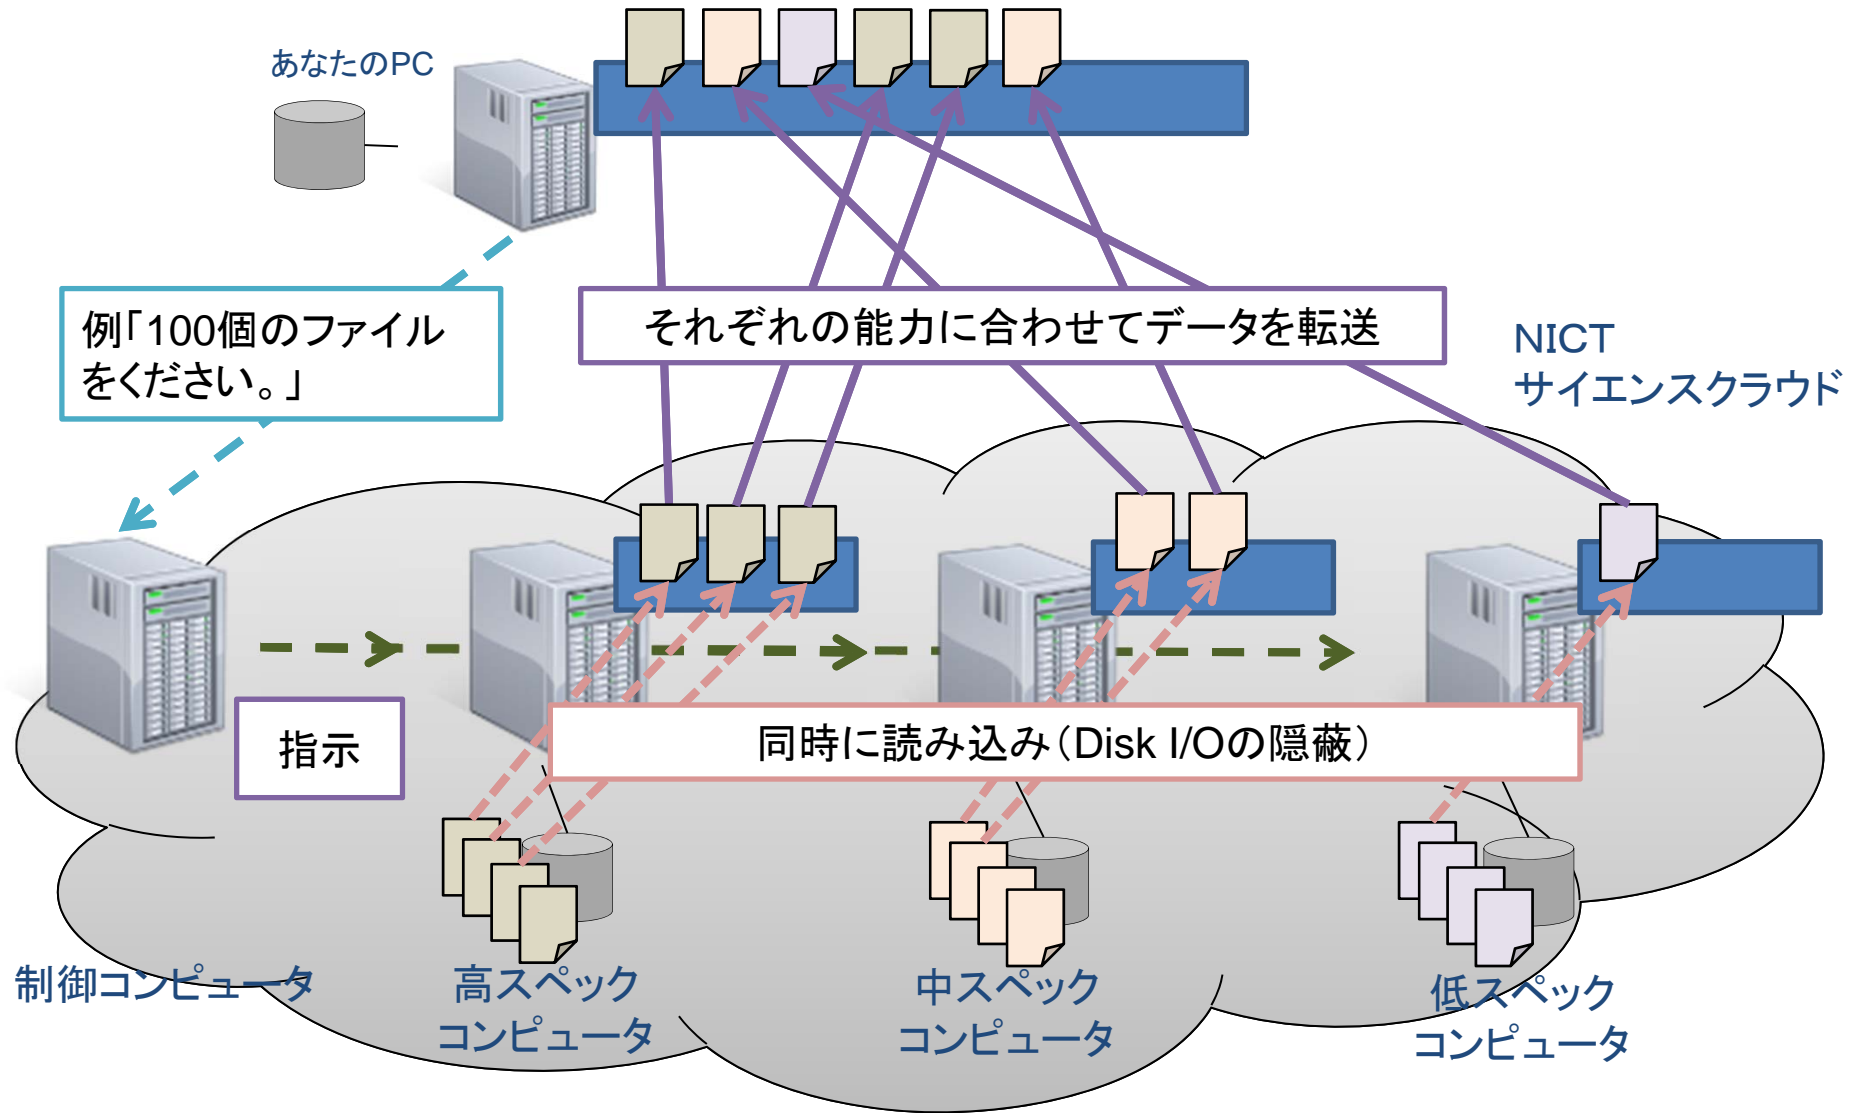 あなたのPC
例「100個のファイル
をください。」
それぞれの能力に合わせてデータを転送
NICT
サイエンスクラウド
指示
同時に読み込み（Disk I/Oの隠蔽）
制御コンピュータ
高スペック
コンピュータ
中スペック
コンピュータ
低スペック
コンピュータ